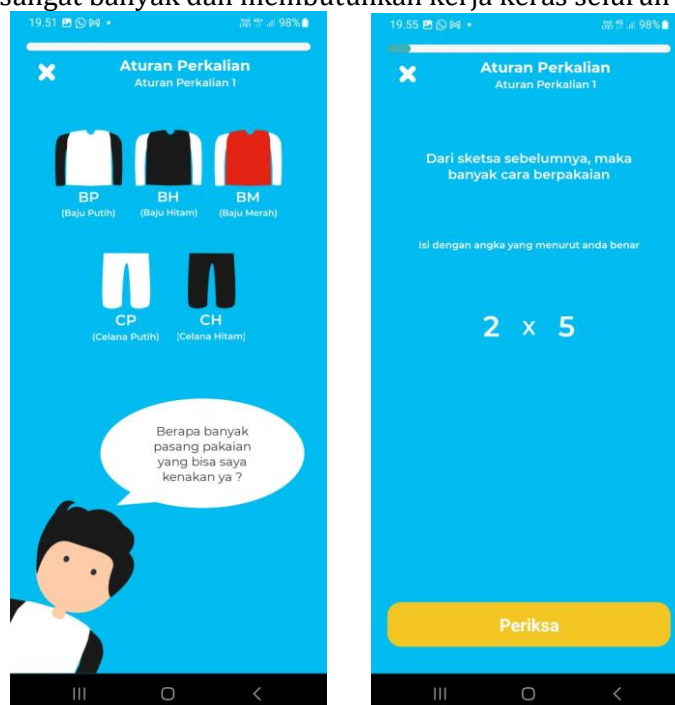 sangat banyak dan membutuhkan kerja keras seluruh
19.51
98%
Aturan Perkalian
Aturan Perkalian 1
BP
(Baju Putih)
BH
(Baju Hitam)
BM
(Baju Merah)
CP
(Celana Putih)
CH
(Celana Hitam)
Berapa banyak
pasang pakaian
yang bisa saya
kenakan ya ?
19.55
98%
Aturan Perkalian
Aturan Perkalian 1
Dari sketsa sebelumnya, maka
banyak cara berpakaian
Isi dengan angka yang menurut anda benar
2 x 5
Periksa